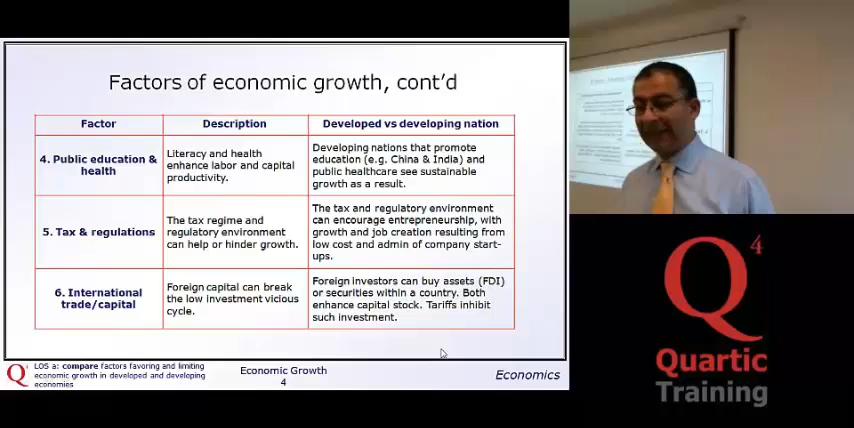 Factors of economic growth, cont'd
Factor
Description
Developed vs developing nation
4. Public education &
health
Literacy and health
enhance labor and capital
productivity.
Developing nations that promote
education (e.g. China & India) and
public healthcare see sustainable
growth as a result.
5. Tax & regulations
The tax regime and
regulatory environment
can help or hinder growth.
The tax and regulatory environment
can encourage entrepreneurship, with
growth and job creation resulting from
low cost and admin of company start-
ups.
6. International
trade/capital
Foreign capital can break
the low investment vicious
cycle.
Foreign investors can buy assets (FDI)
or securities within a country. Both
enhance capital stock. Tariffs inhibit
such investment.
Q4
LOS a: compare factors favoring and limiting
economic growth in developed and developing
economies
Economic Growth
4
Economics
Q4
Quartic
Training